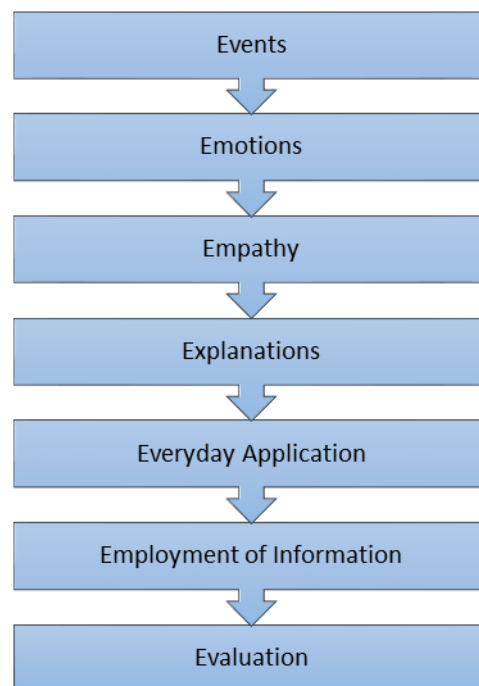 Events
Emotions
Empathy
Explanations
Everyday Application
Employment of Information
Evaluation